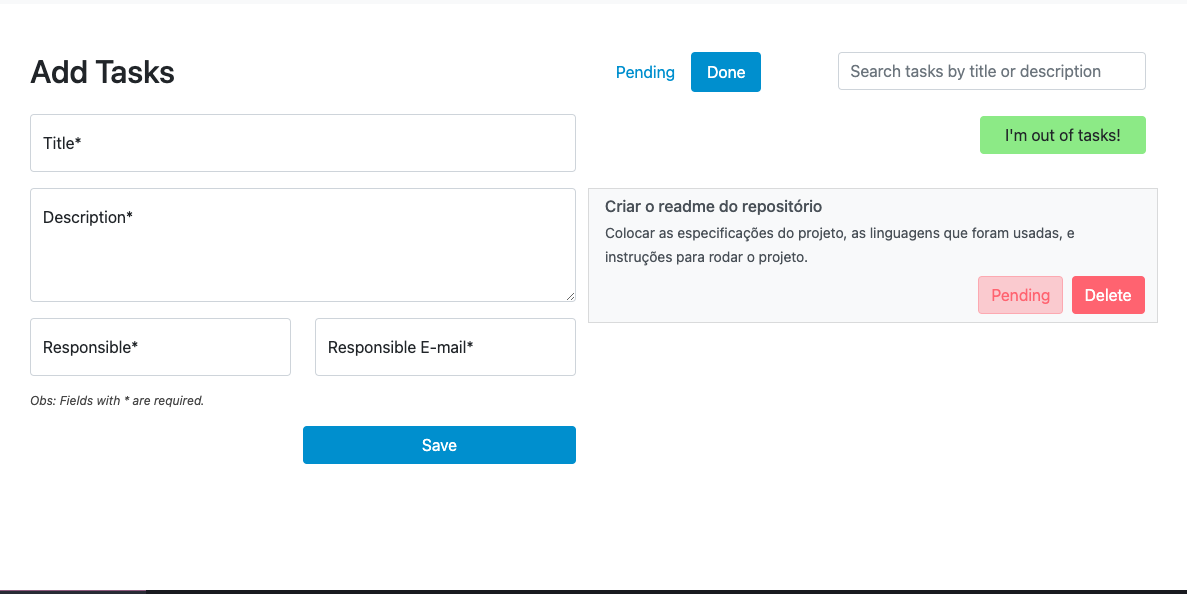 Add Tasks
Pending
Done
Search tasks by title or description
Title*
I'm out of tasks!
Description*
Criar o readme do repositório
Colocar as especificações do projeto, as linguagens que foram usadas, e
instruções para rodar o projeto.
Pending
Delete
Responsible*
Responsible E-mail*
Obs: Fields with * are required.
Save